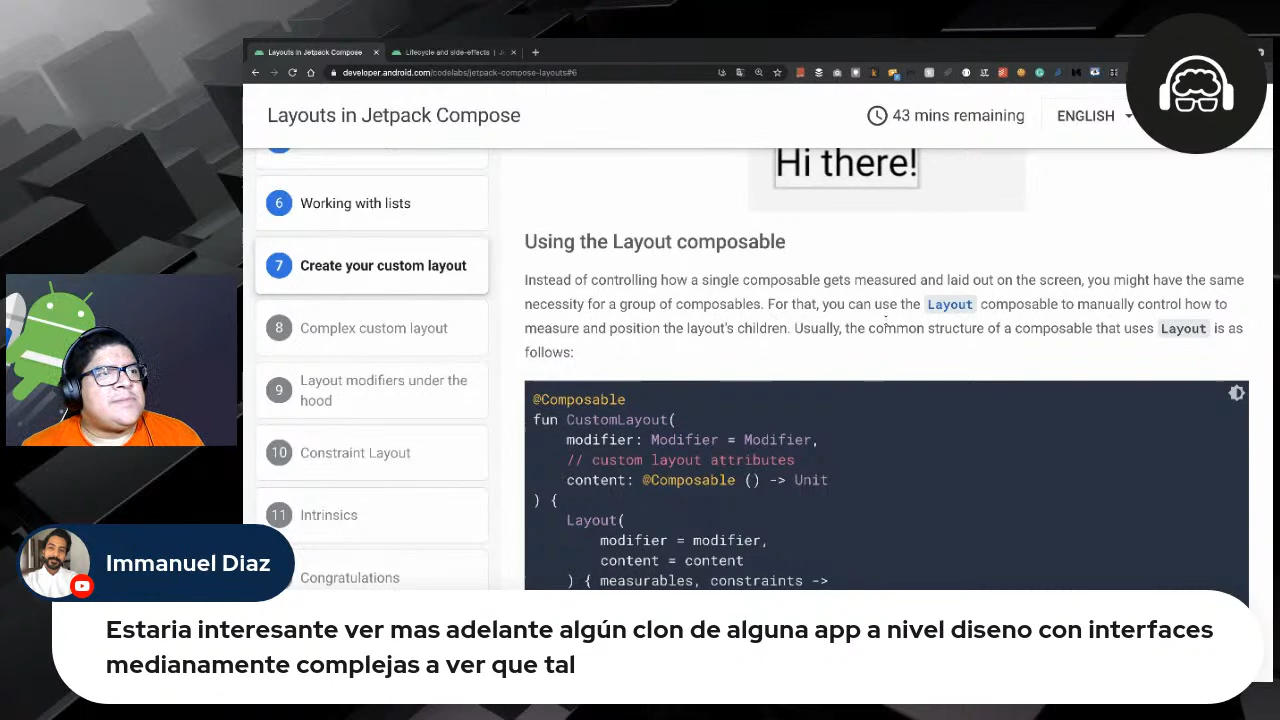 Layouts in Jetpack Compose
Lifecycle and side-effects
developer.android.com/codelabs/jetpack-compose-layouts#6
Layouts in Jetpack Compose
43 mins remaining
ENGLISH
6 Working with lists
7 Create your custom layout
8 Complex custom layout
9 Layout modifiers under the
hood
10 Constraint Layout
11 Intrinsics
Congratulations
Hi there!
Using the Layout composable
Instead of controlling how a single composable gets measured and laid out on the screen, you might have the same
necessity for a group of composables. For that, you can use the Layout composable to manually control how to
measure and position the layout's children. Usually, the common structure of a composable that uses Layout is as
follows:
@Composable
fun CustomLayout(
modifier: Modifier = Modifier,
// custom layout attributes
content: @Composable () -> Unit
) {
Layout(
modifier = modifier,
content = content
) { measurables, constraints ->
Immanuel Diaz
Estaria interesante ver mas adelante algún clon de alguna app a nivel diseno con interfaces
medianamente complejas a ver que tal